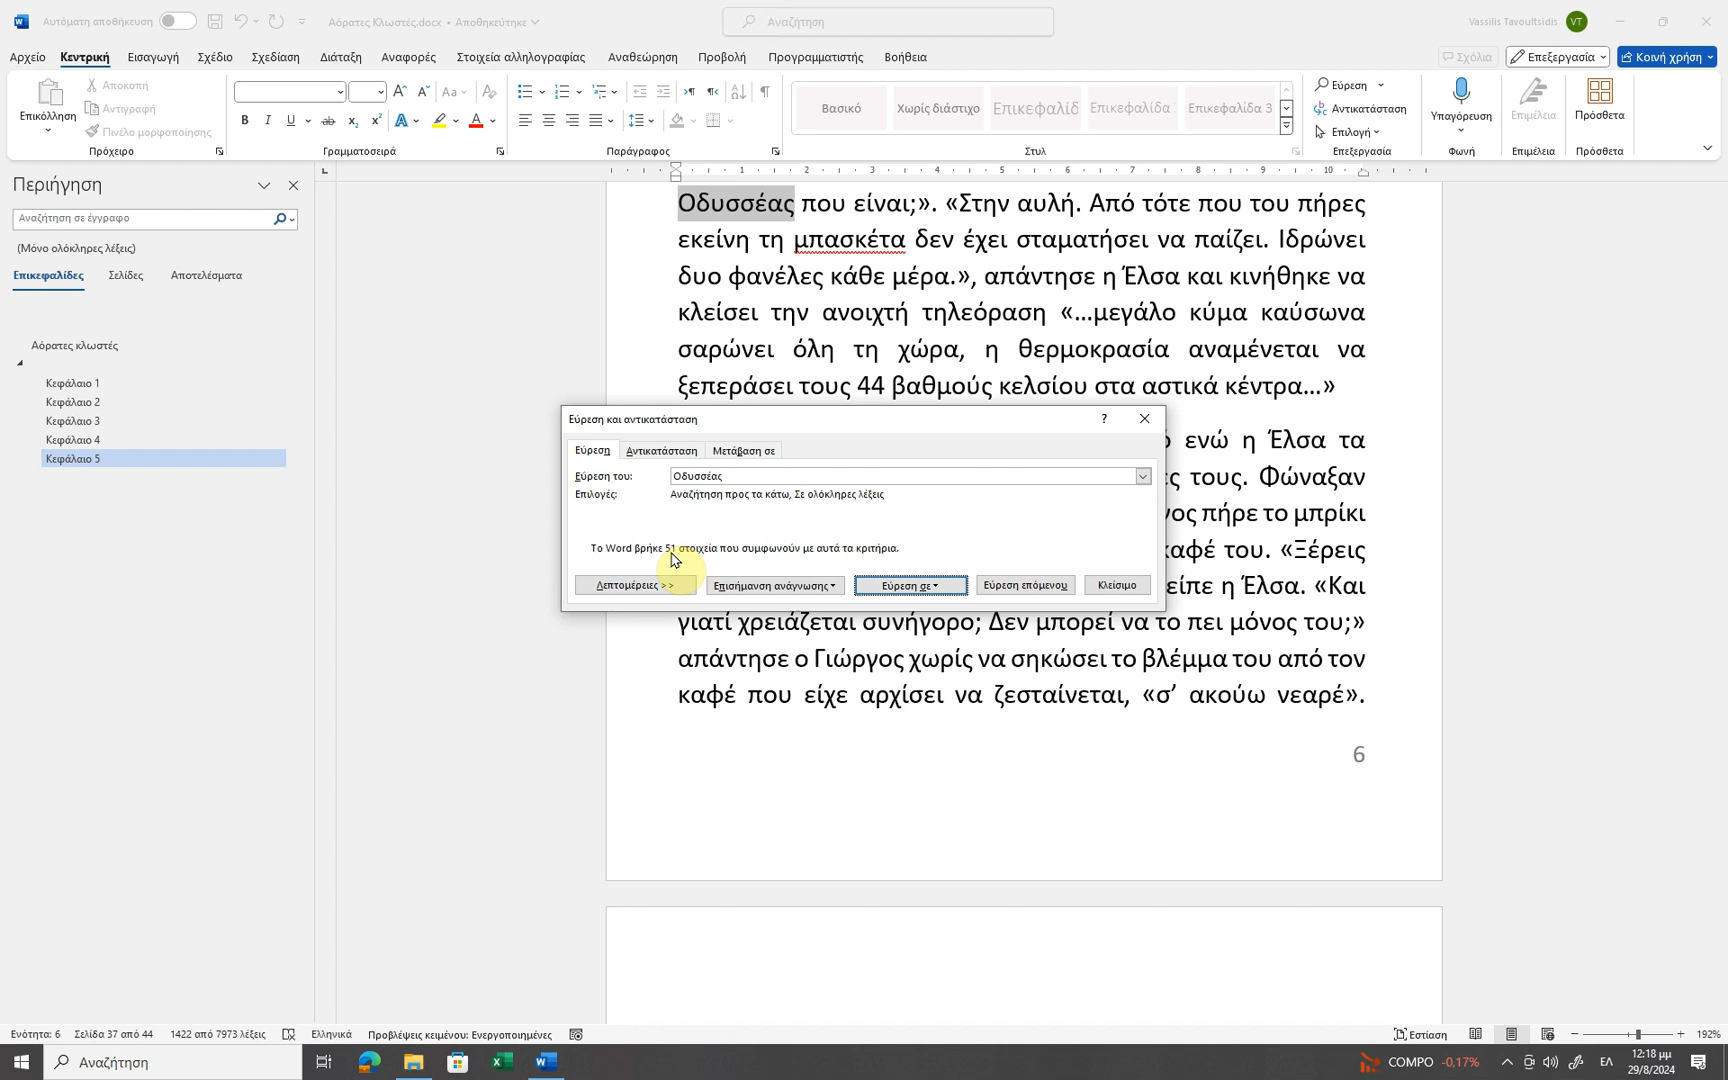 Αυτόματη αποθήκευση
Αόρατες Κλωστές.docx • Αποθηκεύτηκε
Αναζήτηση
Vassilis Tavoultsidis VT
Αρχείο Κεντρική Εισαγωγή Σχέδιο Σχεδίαση Διάταξη Αναφορές Στοιχεία αλληλογραφίας Αναθεώρηση Προβολή Προγραμματιστής Βοήθεια
Σχόλια Επεξεργασία Κοινή χρήση
Επικόλληση
Αποκοπή
Αντιγραφή
Πινέλο μορφοποίησης
Πρόχειρο
Γραμματοσειρά
Παράγραφος
Βασικό Χωρίς διάστιχο Επικεφαλίδ Επικεφαλίδα Επικεφαλίδα 3
Στυλ
Εύρεση
Αντικατάσταση
Επιλογή
Επεξεργασία
Υπαγόρευση
Φωνή
Επιμέλεια
Επιμέλεια
Πρόσθετα
Πρόσθετα
Περιήγηση
Αναζήτηση σε έγγραφο
(Μόνο ολόκληρες λέξεις)
Επικεφαλίδες Σελίδες Αποτελέσματα
Αόρατες κλωστές
Κεφάλαιο 1
Κεφάλαιο 2
Κεφάλαιο 3
Κεφάλαιο 4
Κεφάλαιο 5
1 2 3 4 5 6 7 8 9 10
Οδυσσέας που είναι;». «Στην αυλή. Από τότε που του πήρες
εκείνη τη μπασκέτα δεν έχει σταματήσει να παίζει. Ιδρώνει
δυο φανέλες κάθε μέρα.», απάντησε η Έλσα και κινήθηκε να
κλείσει την ανοιχτή τηλεόραση «…μεγάλο κύμα καύσωνα
σαρώνει όλη τη χώρα, η θερμοκρασία αναμένεται να
ξεπεράσει τους 44 βαθμούς κελσίου στα αστικά κέντρα…»
ενώ η Έλσα τα
τους. Φώναξαν
πήρε το μπρίκι
του. «Ξέρεις
είπε η Έλσα. «Και
γιατί χρειάζεται συνήγορο; Δεν μπορεί να το πει μόνος του;»
απάντησε ο Γιώργος χωρίς να σηκώσει το βλέμμα του από τον
καφέ που είχε αρχίσει να ζεσταίνεται, «σ’ ακούω νεαρέ».
6
Εύρεση και αντικατάσταση
Εύρεση Αντικατάσταση Μετάβαση σε
Εύρεση του: Οδυσσέας
Επιλογές: Αναζήτηση προς τα κάτω, Σε ολόκληρες λέξεις
Το Word βρήκε 51 στοιχεία που συμφωνούν με αυτά τα κριτήρια.
Λεπτομέρειες >> Επισήμανση ανάγνωσης Εύρεση σε Εύρεση επόμενου Κλείσιμο
Ενότητα: 6 Σελίδα 37 από 44 1422 από 7973 λέξεις Ελληνικά Προβλέψεις κειμένου: Ενεργοποιημένες
Εστίαση 192%
Αναζήτηση
COMPO -0,17%
ΕΛ
12:18 μμ
29/8/2024